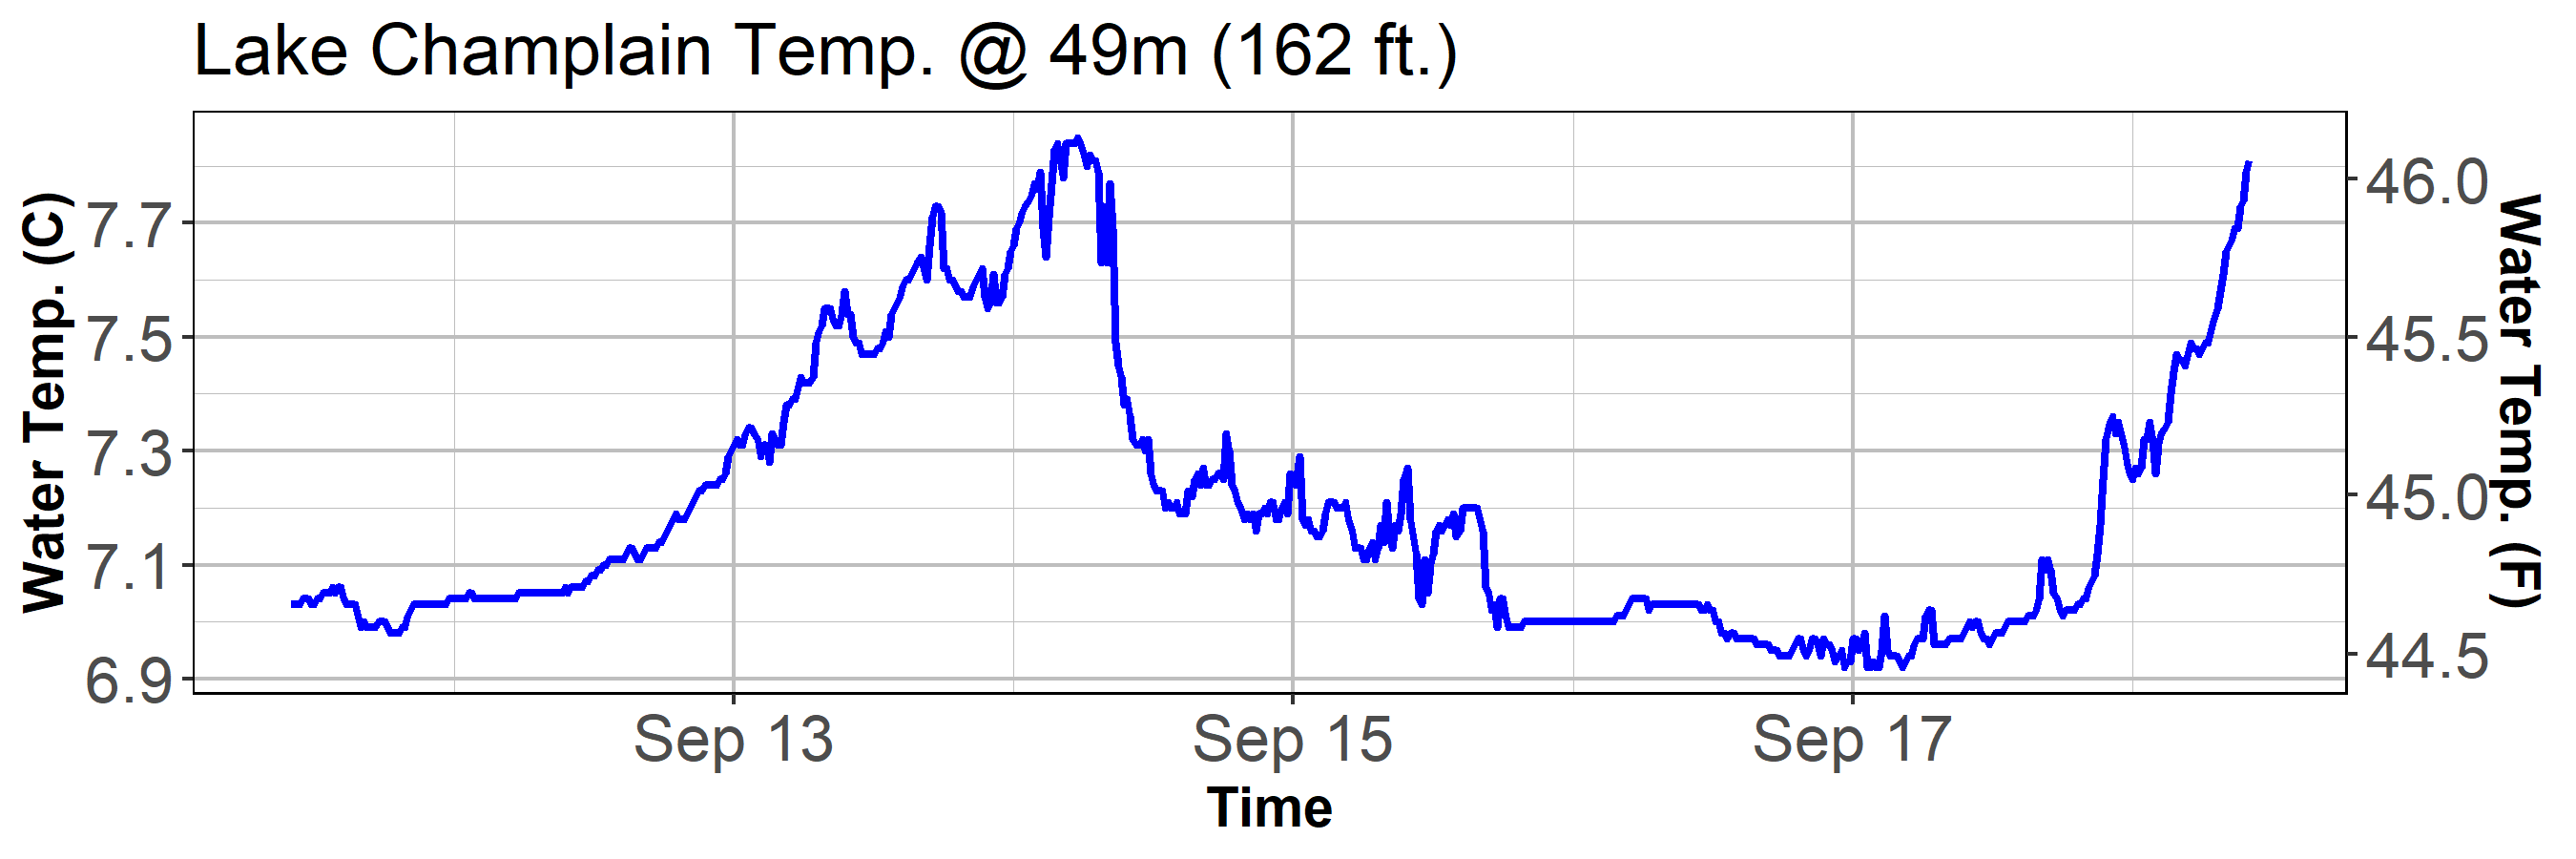 Lake Champlain Temp. @ 49m (162 ft.)
Water Temp. (C)
7.7
7.5
7.3
7.1
6.9
46.0
45.5
45.0
44.5
Water Temp. (F)
Sep 13
Sep 15
Sep 17
Time